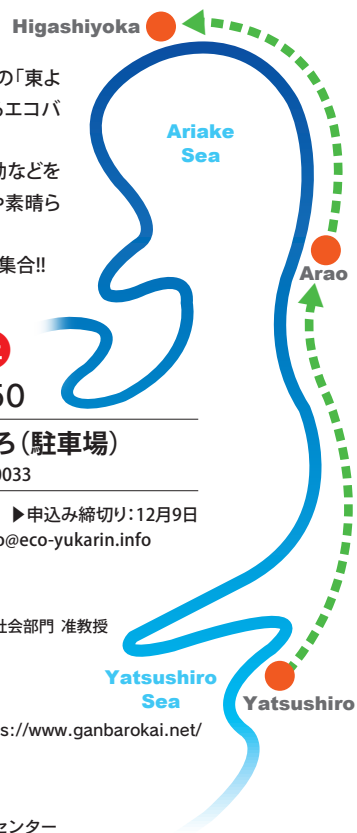 Higashiyoka
の「東よ
るエコバ
Ariake
Sea
動などを
や素晴ら
集合!!
Arao
50
ろ（駐車場）
0033
▶申込み締切り：12月9日
o@eco-yukarin.info
社会部門 准教授
Yatsushiro
Sea
Yatsushiro
s://www.ganbarokai.net/
センター